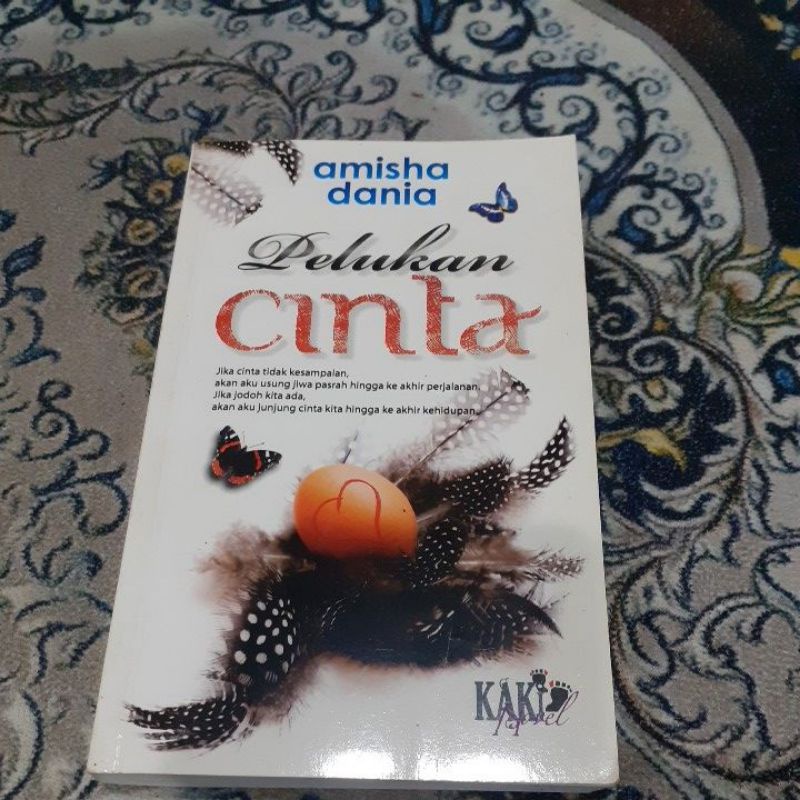 amisha
dania
Pelukan
cinta
Jika cinta tidak kesampaian,
akan aku usung jiwa pasrah hingga ke akhir perjalanan.
Jika jodoh kita ada,
akan aku junjung cinta kita hingga ke akhir kehidupan.
KAKI
Novel